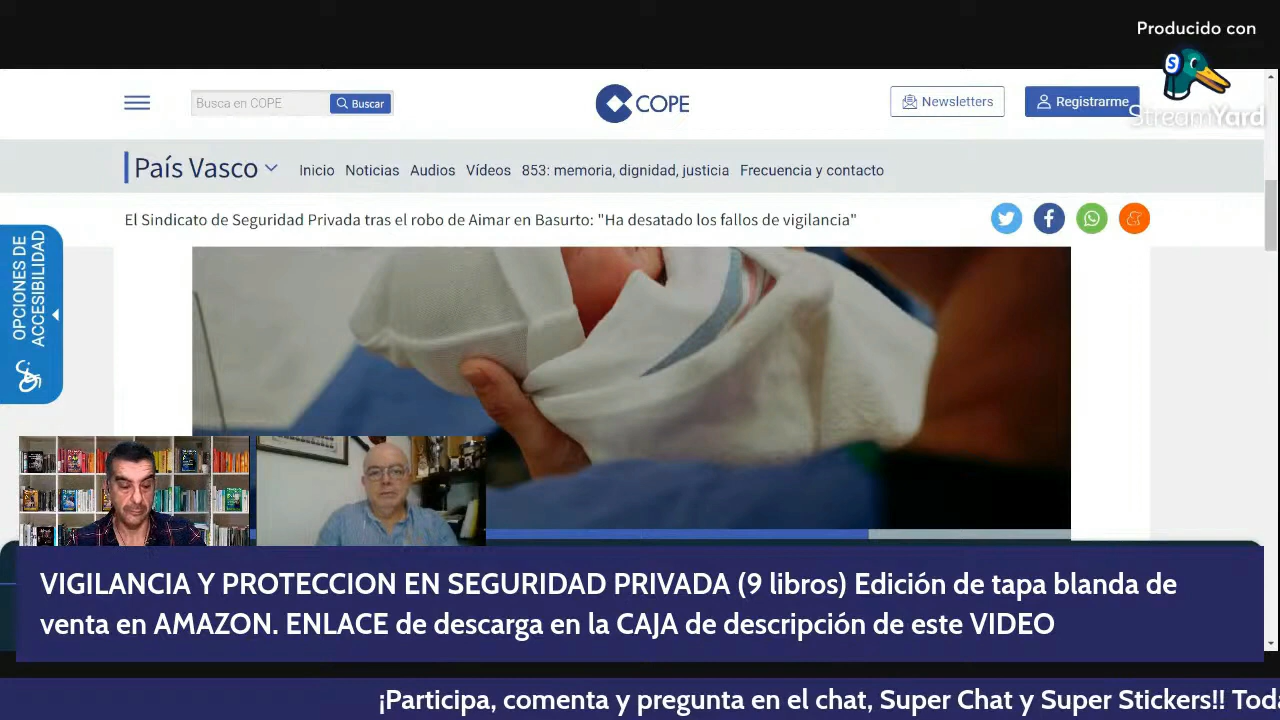 Producido con
StreamYard
Busca en COPE
Buscar
COPE
Newsletters
Registrarme
País Vasco
Inicio Noticias Audios Vídeos 853: memoria, dignidad, justicia Frecuencia y contacto
El Sindicato de Seguridad Privada tras el robo de Aimar en Basurto: "Ha desatado los fallos de vigilancia"
OPCIONES DE
ACCESIBILIDAD
VIGILANCIA Y PROTECCION EN SEGURIDAD PRIVADA (9 libros) Edición de tapa blanda de
venta en AMAZON. ENLACE de descarga en la CAJA de descripción de este VIDEO
¡Participa, comenta y pregunta en el chat, Super Chat y Super Stickers!! Toda